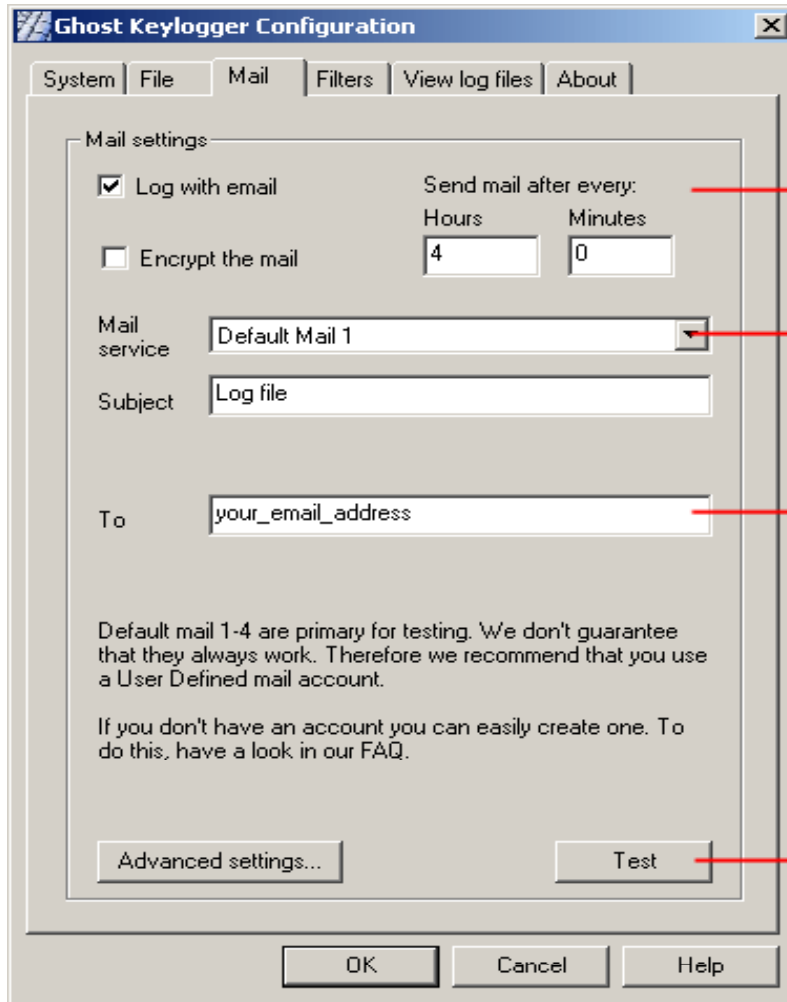 Ghost Keylogger Configuration
System File Mail Filters View log files About
Mail settings
Log with email
Send mail after every:
Hours Minutes
4 0
Encrypt the mail
Mail
service
Default Mail 1
Subject
Log file
To
your_email_address
Default mail 1-4 are primary for testing. We don't guarantee
that they always work. Therefore we recommend that you use
a User Defined mail account.
If you don't have an account you can easily create one. To
do this, have a look in our FAQ.
Advanced settings... Test
OK Cancel Help